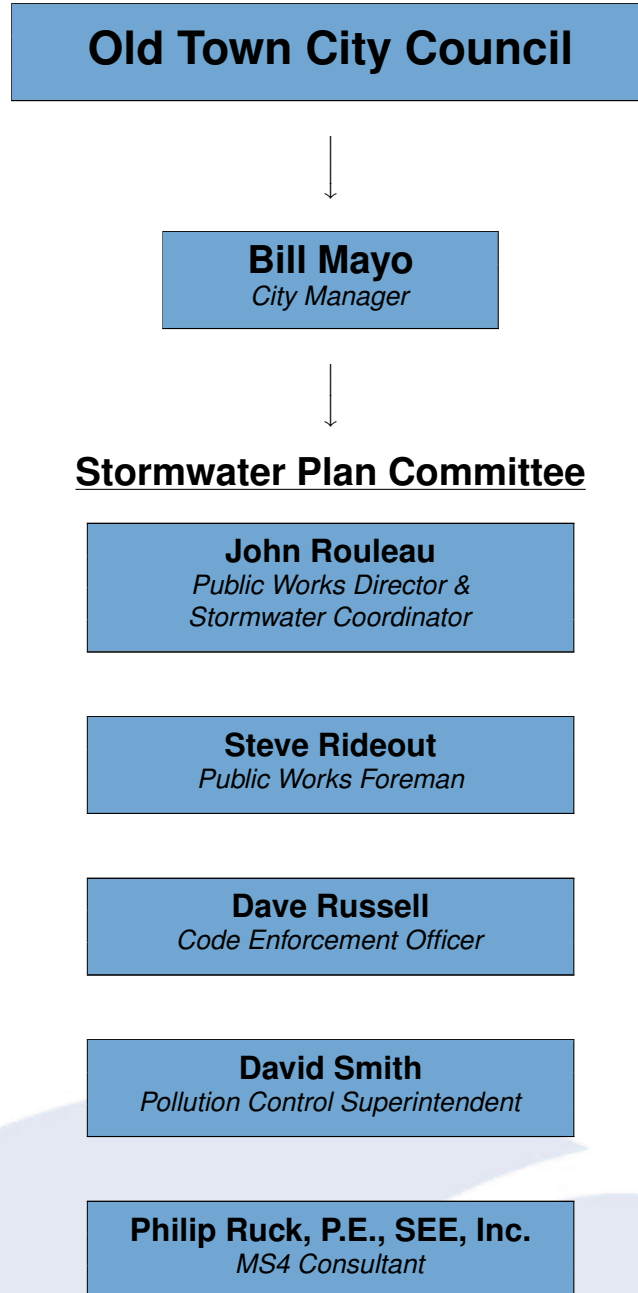 Old Town City Council
Bill Mayo
City Manager
Stormwater Plan Committee
John Rouleau
Public Works Director &
Stormwater Coordinator
Steve Rideout
Public Works Foreman
Dave Russell
Code Enforcement Officer
David Smith
Pollution Control Superintendent
Philip Ruck, P.E., SEE, Inc.
MS4 Consultant